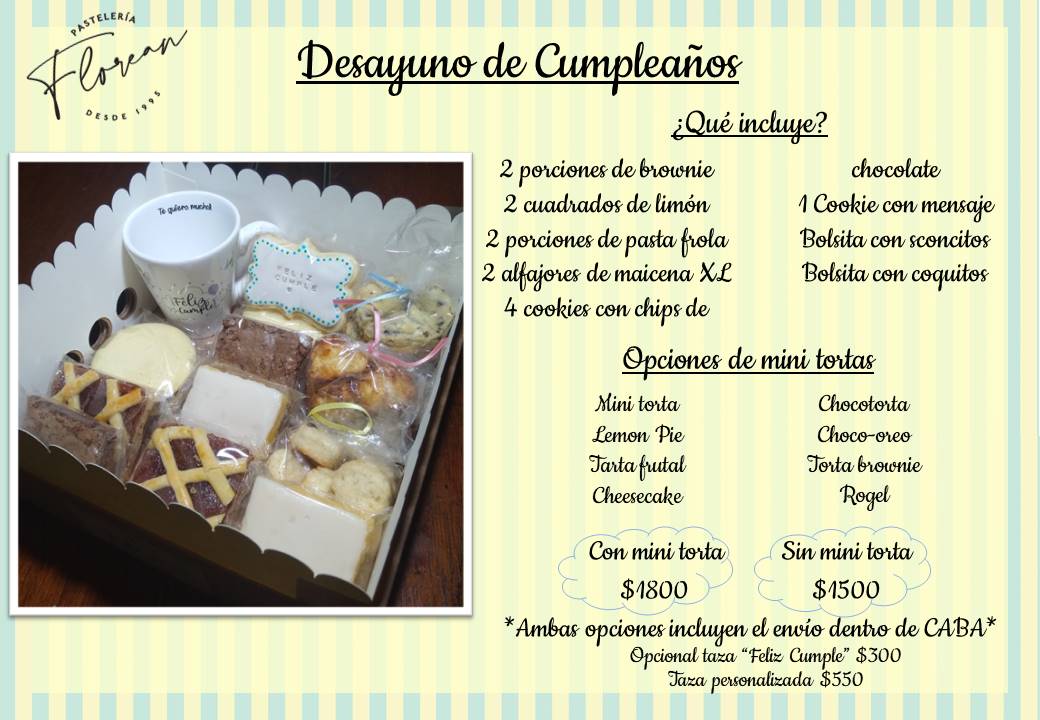 PASTELERÍA
Florean
DESDE 1995
Desayuno de Cumpleaños
¿Qué incluye?
2 porciones de brownie
2 cuadrados de limón
2 porciones de pasta frola
2 alfajores de maicena XL
4 cookies con chips de
chocolate
1 Cookie con mensaje
Bolsita con sconcitos
Bolsita con coquitos
Te quiero mucho!
¡Feliz
Cumple!
FELIZ
CUMPLE
Opciones de mini tortas
Mini torta
Lemon Pie
Tarta frutal
Cheesecake
Chocotorta
Choco-oreo
Torta brownie
Rogel
Con mini torta
$1800
Sin mini torta
$1500
*Ambas opciones incluyen el envío dentro de CABA*
Opcional taza “Feliz Cumple” $300
Taza personalizada $550